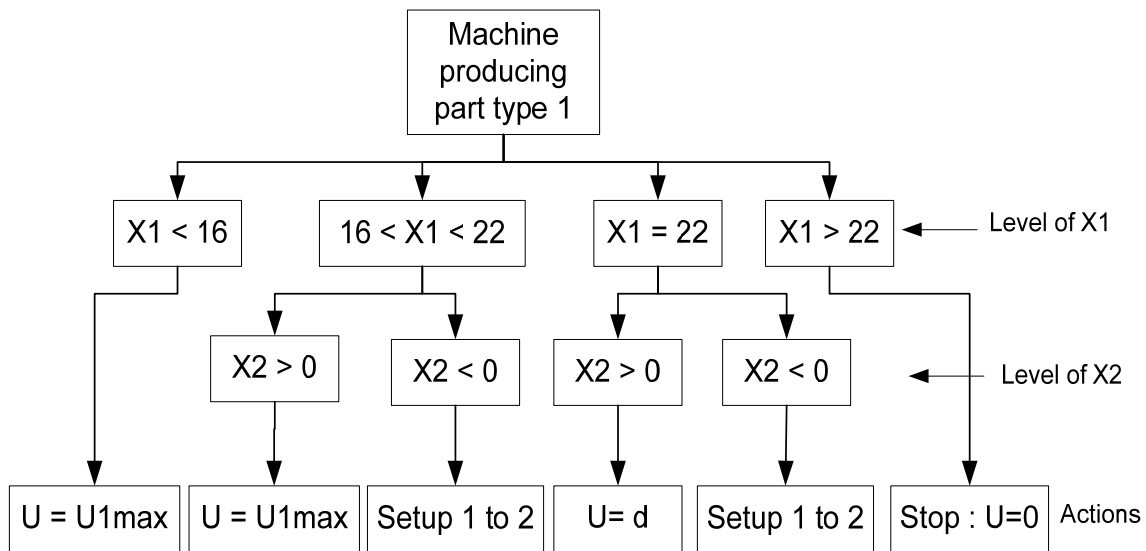 Machine
producing
part type 1
X1 < 16
16 < X1 < 22
X1 = 22
X1 > 22
Level of X1
X2 > 0
X2 < 0
X2 > 0
X2 < 0
Level of X2
U = U1max
U = U1max
Setup 1 to 2
U= d
Setup 1 to 2
Stop : U=0
Actions